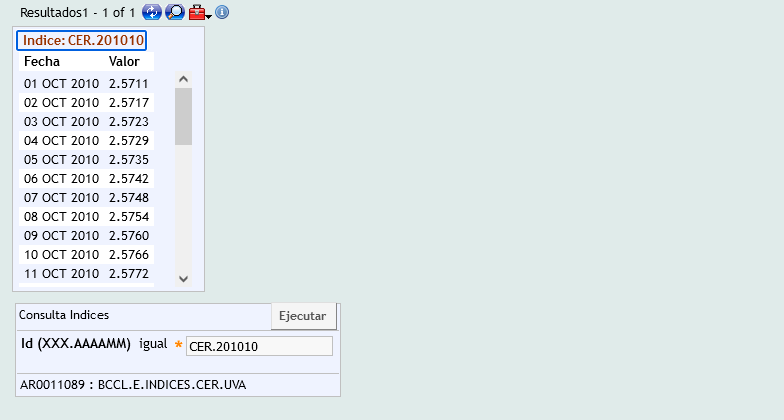 Resultados1 - 1 of 1
Indice: CER.201010
Fecha Valor
01 OCT 2010 2.5711
02 OCT 2010 2.5717
03 OCT 2010 2.5723
04 OCT 2010 2.5729
05 OCT 2010 2.5735
06 OCT 2010 2.5742
07 OCT 2010 2.5748
08 OCT 2010 2.5754
09 OCT 2010 2.5760
10 OCT 2010 2.5766
11 OCT 2010 2.5772
Consulta Indices Ejecutar
Id (XXX.AAAAMM) igual * CER.201010
AR0011089 : BCCL.E.INDICES.CER.UVA